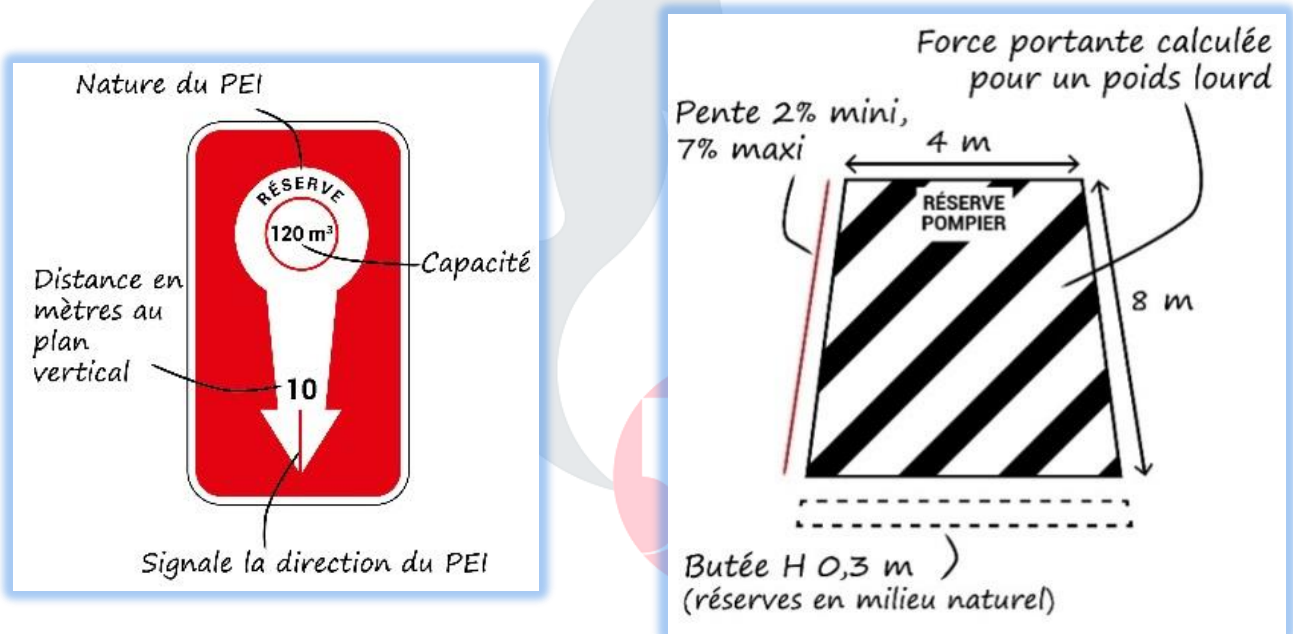 Nature du PEI
RÉSERVE
120 m³
Capacité
Distance en
mètres au
plan
vertical
10
Signale la direction du PEI
Force portante calculée
pour un poids lourd
Pente 2% mini,
7% maxi
4 m
RÉSERVE
POMPIER
8 m
Butée H 0,3 m
(réserves en milieu naturel)